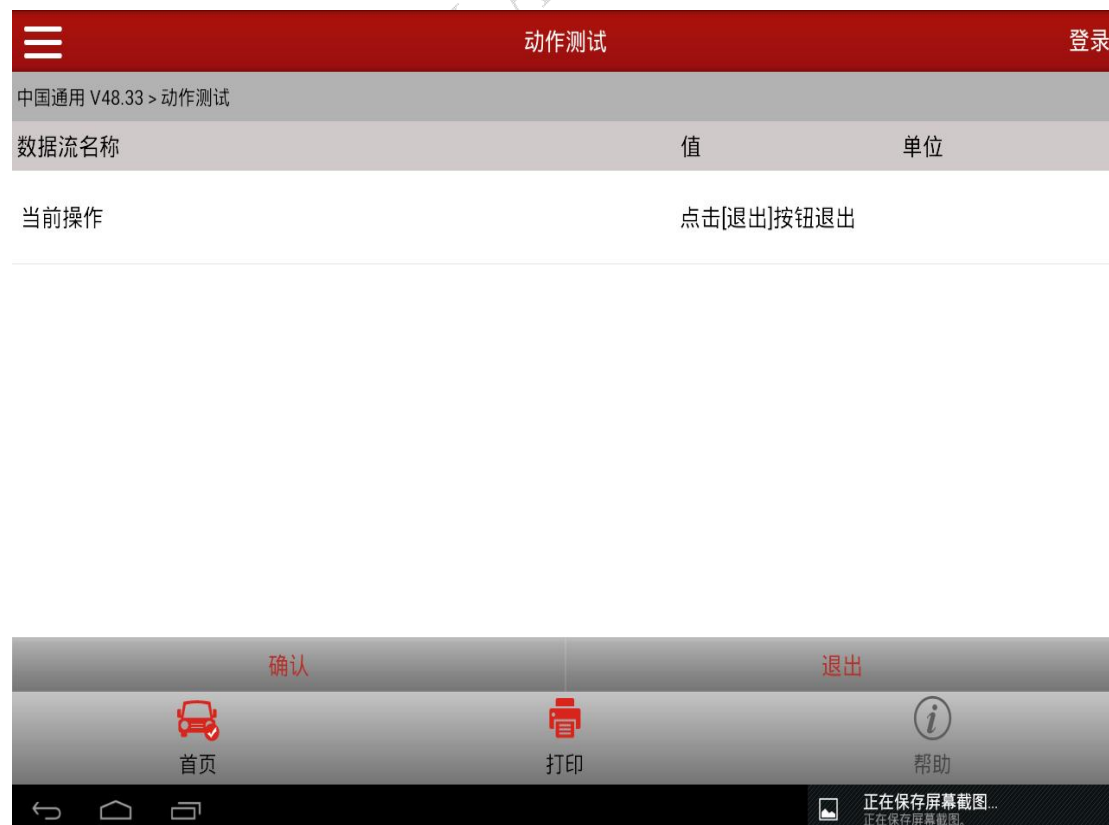 动作测试
登录
中国通用 V48.33 > 动作测试
数据流名称 值 单位
当前操作 点击[退出]按钮退出
确认 退出
首页 打印 帮助
正在保存屏幕截图...
正在保存屏幕截图。